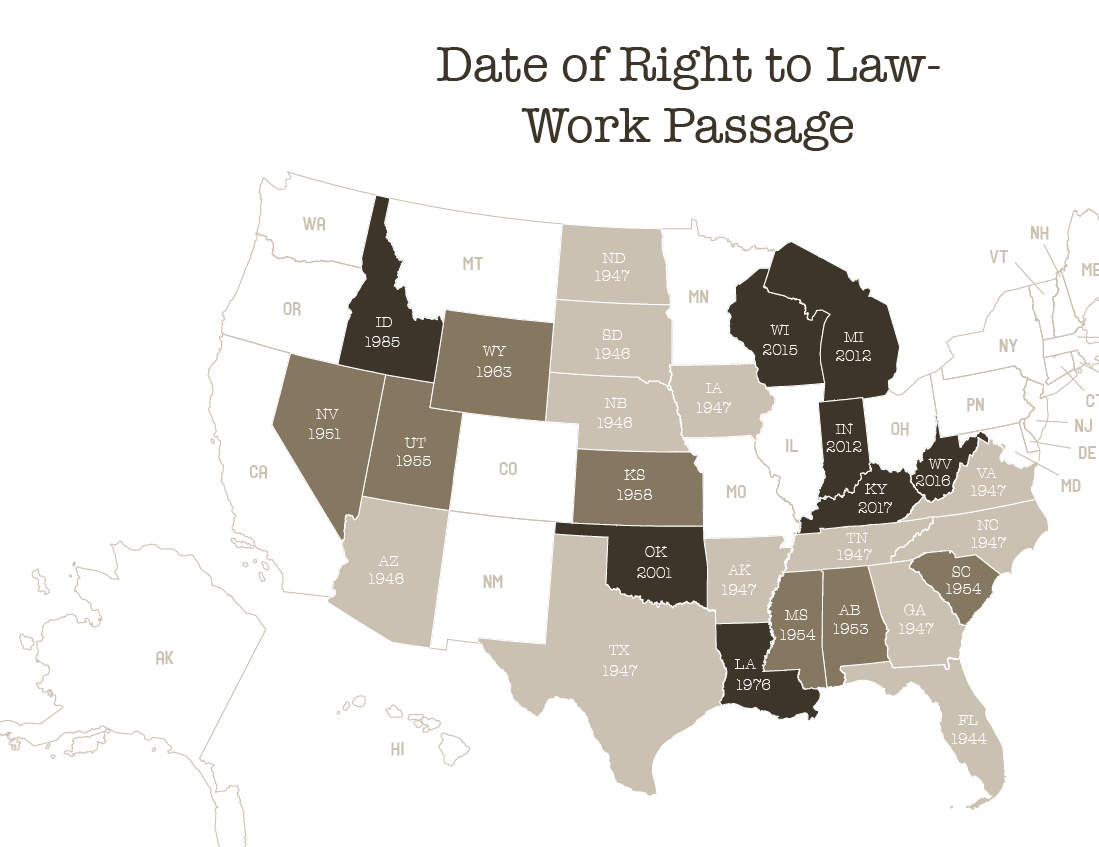 Date of Right to Law-
Work Passage
WA
NH
VT
ME
MT
ND
1947
MN
OR
ID
1985
WI
2015
MI
2012
SD
1946
WY
1963
NY
IA
1947
NB
1946
PN
CT
NV
1951
UT
1955
IL
IN
2012
OH
NJ
DE
CA
CO
KS
1958
MO
WV
2016
VA
1947
MD
KY
2017
NC
1947
TN
1947
AZ
1946
NM
OK
2001
AK
1947
SC
1954
MS
1954
AB
1953
GA
1947
TX
1947
LA
1976
AK
HI
FL
1944